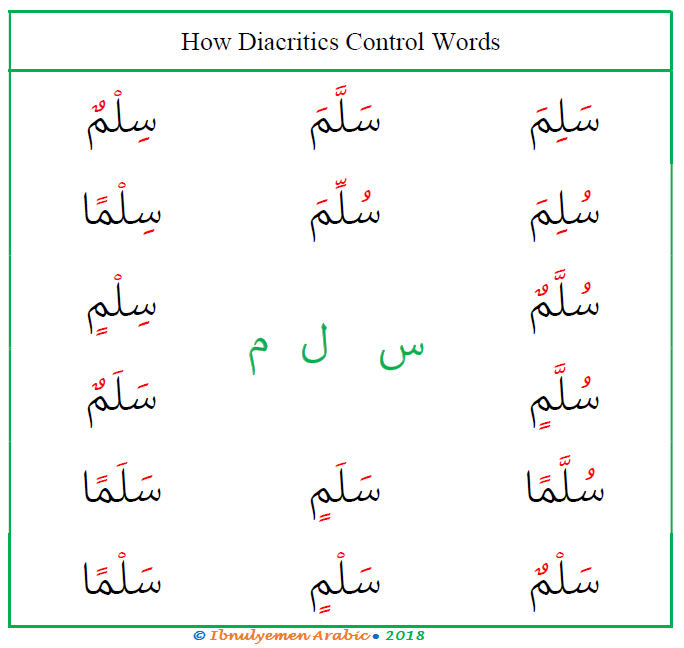 How Diacritics Control Words
سَلِمَ سَلَّمَ سِلْمٌ
سُلِمَ سُلِّمَ سِلْمًا
سُلَّمٌ سِلْمٍ
س ل م
سُلَّمٍ سَلَمٌ
سُلَّمًا سَلَمٍ سَلَمًا
سَلْمٌ سَلْمٍ سَلْمًا
© Ibnulyemen Arabic • 2018